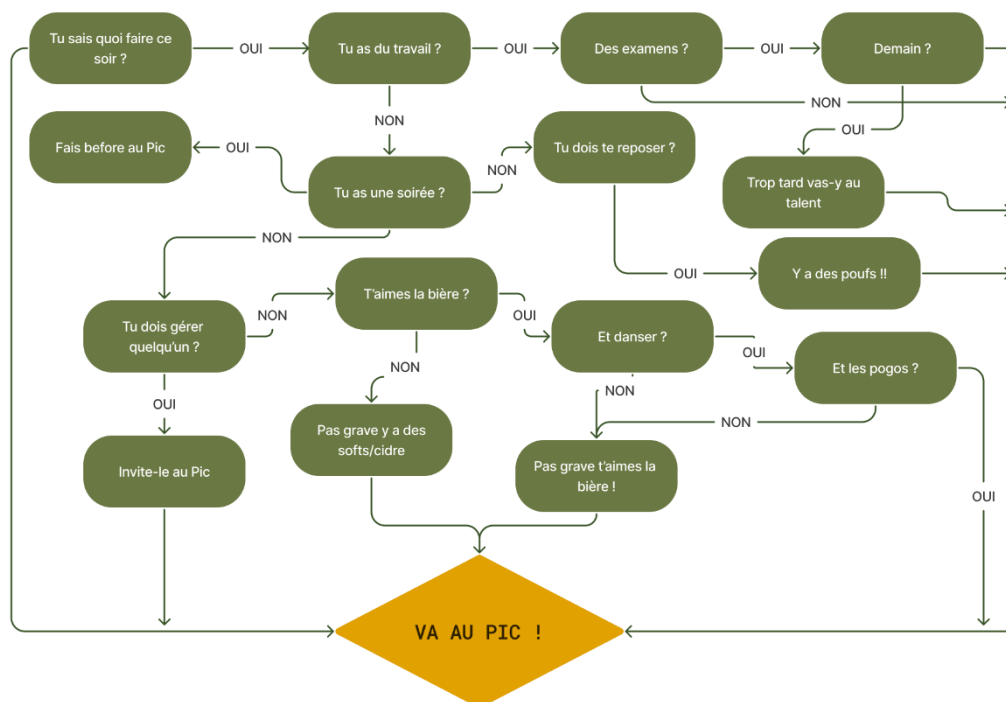 Tu sais quoi faire ce
soir ?
OUI
Tu as du travail ?
OUI
Des examens ?
OUI
Demain ?
NON
NON
OUI
Fais before au Pic
OUI
Tu as une soirée ?
NON
Tu dois te reposer ?
Trop tard vas-y au
talent
NON
OUI
Y a des poufs !!
Tu dois gérer
quelqu'un ?
NON
T'aimes la bière ?
OUI
Et danser ?
OUI
Et les pogos ?
NON
NON
NON
OUI
OUI
Pas grave y a des
softs/cidre
Pas grave t'aimes la
bière !
Invite-le au Pic
VA AU PIC !